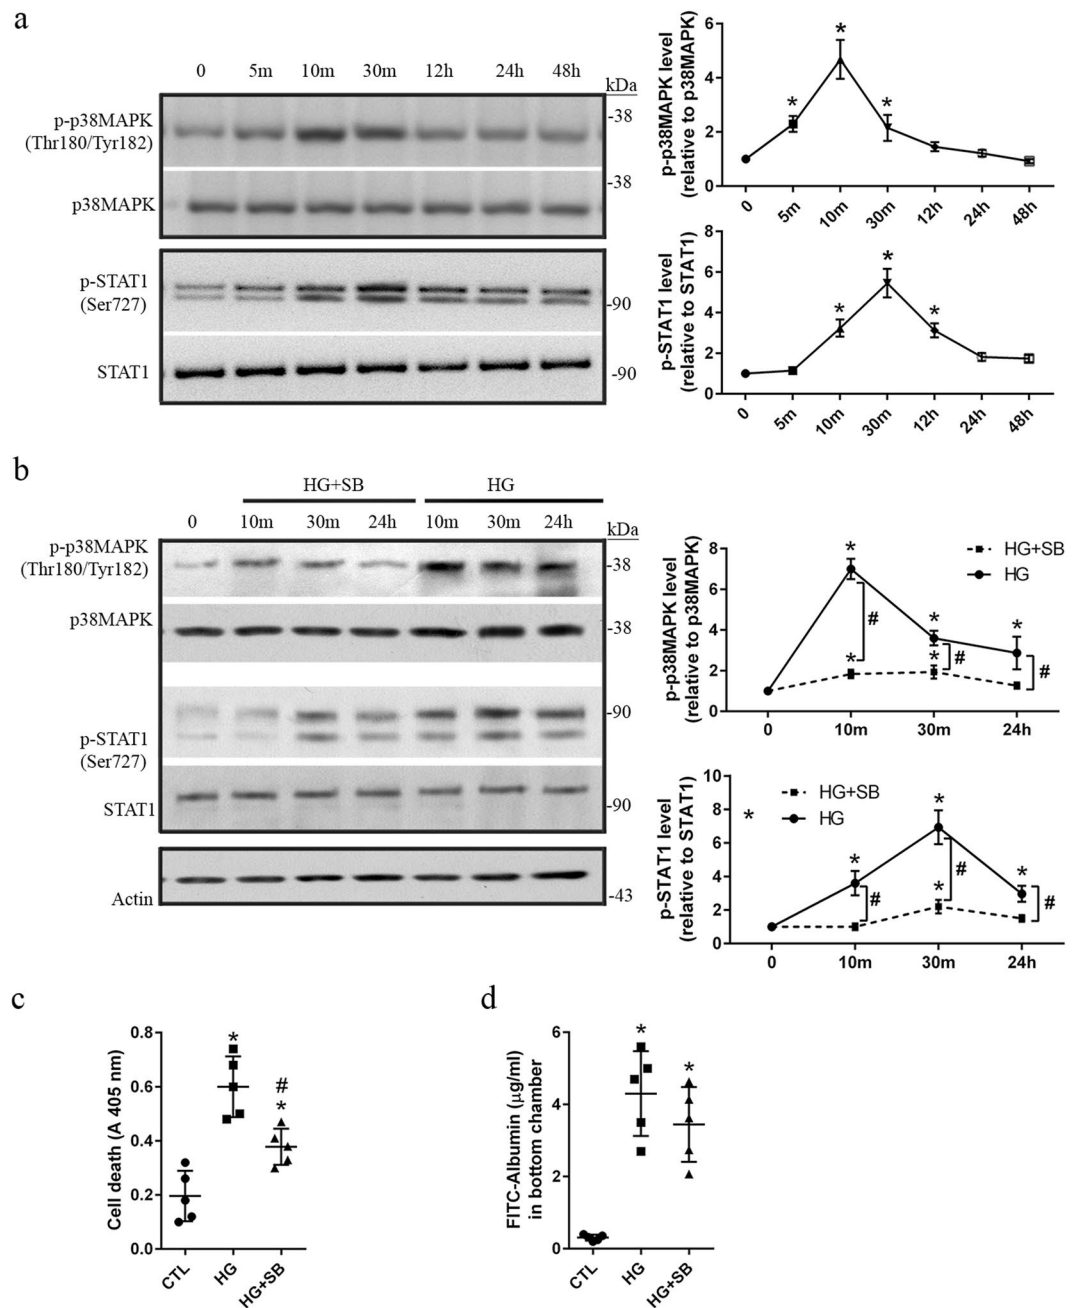 a
0 5m 10m 30m 12h 24h 48h
kDa
p-p38MAPK
(Thr180/Tyr182)
-38
p38MAPK
-38
p-STAT1
(Ser727)
-90
STAT1
-90
p-p38MAPK level
(relative to p38MAPK)
6
4
2
0
* * *
0 5m 10m 30m 12h 24h 48h
p-STAT1 level
(relative to STAT1)
8
6
4
2
0
* * *
0 5m 10m 30m 12h 24h 48h
b
HG+SB HG
0 10m 30m 24h 10m 30m 24h
kDa
p-p38MAPK
(Thr180/Tyr182)
-38
p38MAPK
-38
p-STAT1
(Ser727)
-90
STAT1
-90
Actin
-43
p-p38MAPK level
(relative to p38MAPK)
8
6
4
2
0
HG+SB
HG
* * *
# # #
* *
0 10m 30m 24h
p-STAT1 level
(relative to STAT1)
10
8
6
4
2
0
HG+SB
HG
*
* * *
# # #
*
0 10m 30m 24h
c
Cell death (A 405 nm)
0.8
0.6
0.4
0.2
0.0
*
#
*
CTL HG HG+SB
d
FITC-Albumin (μg/ml)
in bottom chamber
6
4
2
0
* *
CTL HG HG+SB